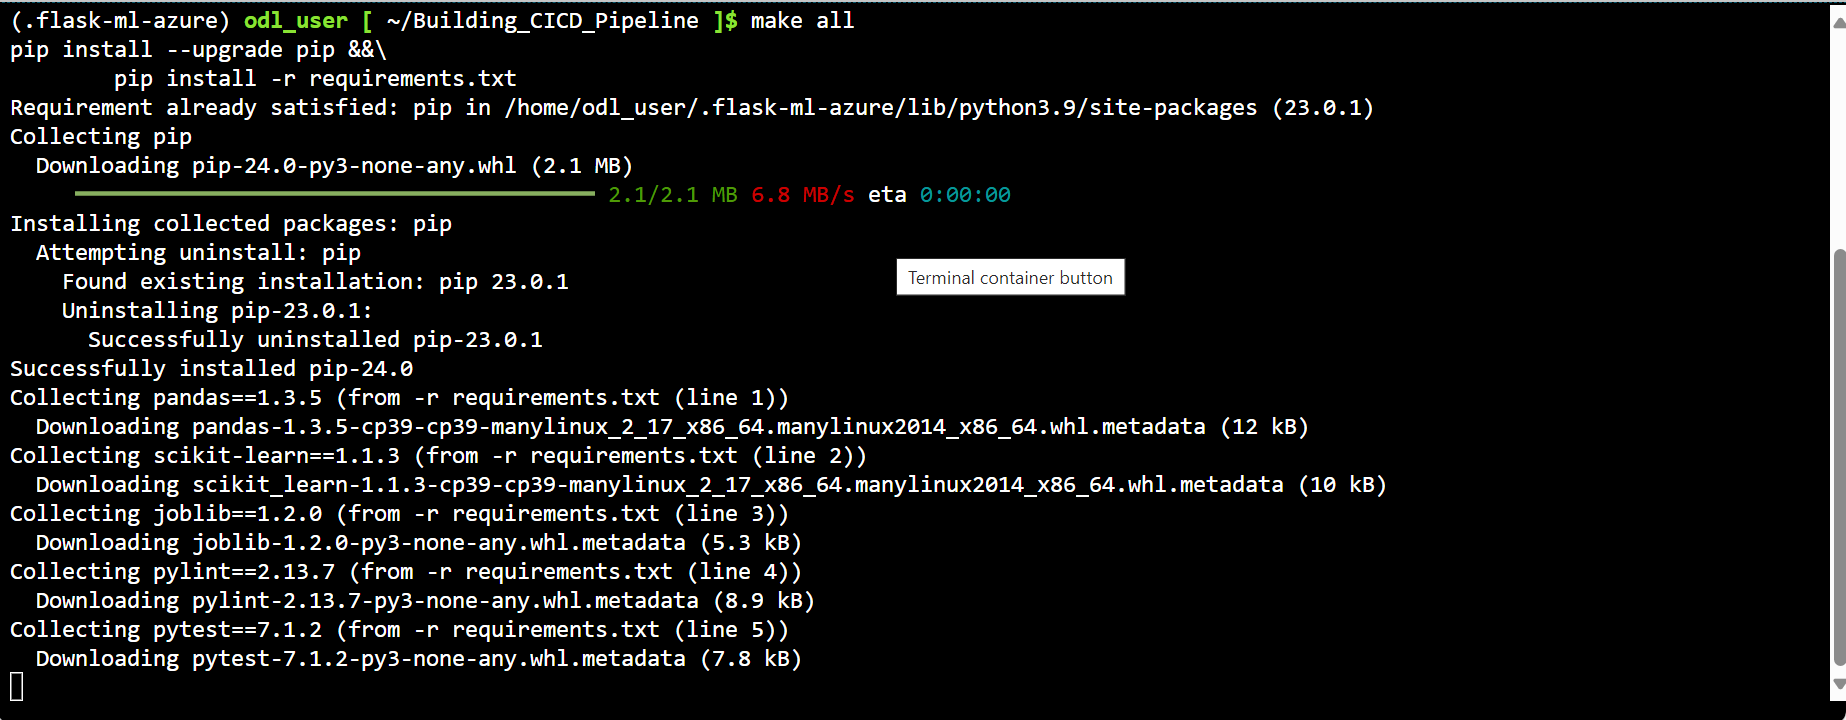 (.flask-ml-azure) odl_user [ ~/Building_CICD_Pipeline ]$ make all
pip install --upgrade pip &&\
        pip install -r requirements.txt
Requirement already satisfied: pip in /home/odl_user/.flask-ml-azure/lib/python3.9/site-packages (23.0.1)
Collecting pip
  Downloading pip-24.0-py3-none-any.whl (2.1 MB)
2.1/2.1 MB 6.8 MB/s eta 0:00:00
Installing collected packages: pip
  Attempting uninstall: pip
    Found existing installation: pip 23.0.1
Terminal container button
    Uninstalling pip-23.0.1:
      Successfully uninstalled pip-23.0.1
Successfully installed pip-24.0
Collecting pandas==1.3.5 (from -r requirements.txt (line 1))
  Downloading pandas-1.3.5-cp39-cp39-manylinux_2_17_x86_64.manylinux2014_x86_64.whl.metadata (12 kB)
Collecting scikit-learn==1.1.3 (from -r requirements.txt (line 2))
  Downloading scikit_learn-1.1.3-cp39-cp39-manylinux_2_17_x86_64.manylinux2014_x86_64.whl.metadata (10 kB)
Collecting joblib==1.2.0 (from -r requirements.txt (line 3))
  Downloading joblib-1.2.0-py3-none-any.whl.metadata (5.3 kB)
Collecting pylint==2.13.7 (from -r requirements.txt (line 4))
  Downloading pylint-2.13.7-py3-none-any.whl.metadata (8.9 kB)
Collecting pytest==7.1.2 (from -r requirements.txt (line 5))
  Downloading pytest-7.1.2-py3-none-any.whl.metadata (7.8 kB)